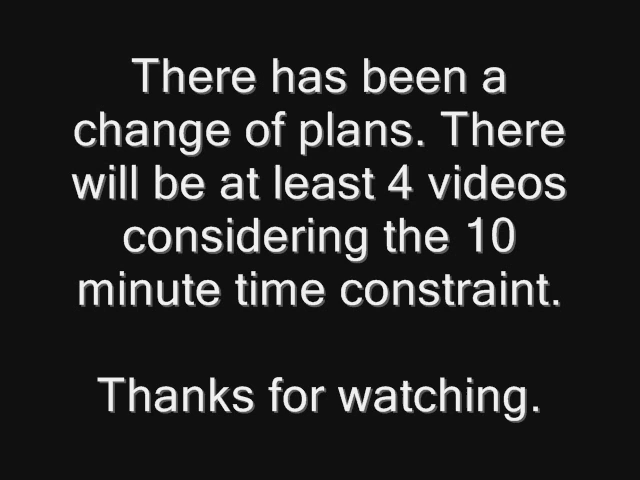 There has been a
change of plans. There
will be at least 4 videos
considering the 10
minute time constraint.
Thanks for watching.